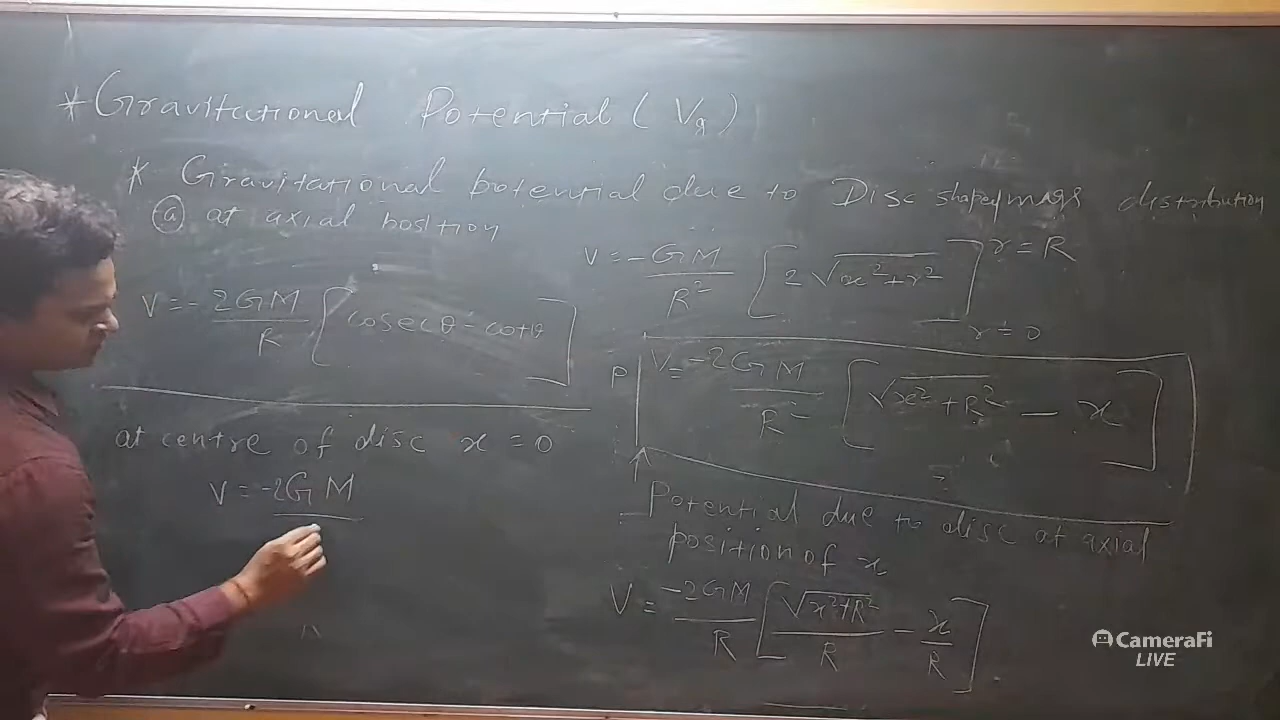 * Gravitational Potential (Vg)
* Gravitational potential due to Disc shaped mass distribution
(a) at axial position
V = -2GM/R [cosecθ - cotθ]
at centre of disc x = 0
V = -2GM
V = -GM/R² [2√(x²+r²)] r=R r=0
V = -2GM/R² [√(x²+R²) - x]
Potential due to disc at axial
position of x
V = -2GM/R [√(x²+R²)/R - x/R]
CameraFi
LIVE